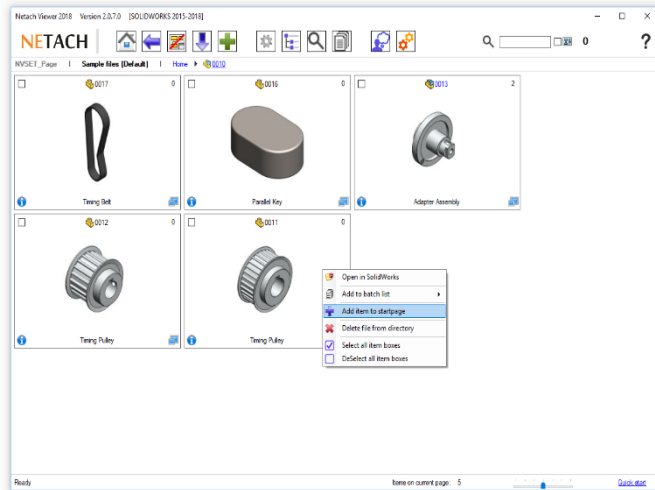 Netach Viewer 2018 Version 2.0.7.0 [SOLIDWORKS 2015-2018]
NETACH
0
?
NVSET_Page | Sample files [Default] | Home 0010
0017 0
0016 0
0013 2
Timing Belt
Parallel Key
Adapter Assembly
0012 0
0011 0
Timing Pulley
Timing Pulley
Open in SolidWorks
Add to batch list
Add item to startpage
Delete file from directory
Select all item boxes
DeSelect all item boxes
Ready
Items on current page: 5
Quick start